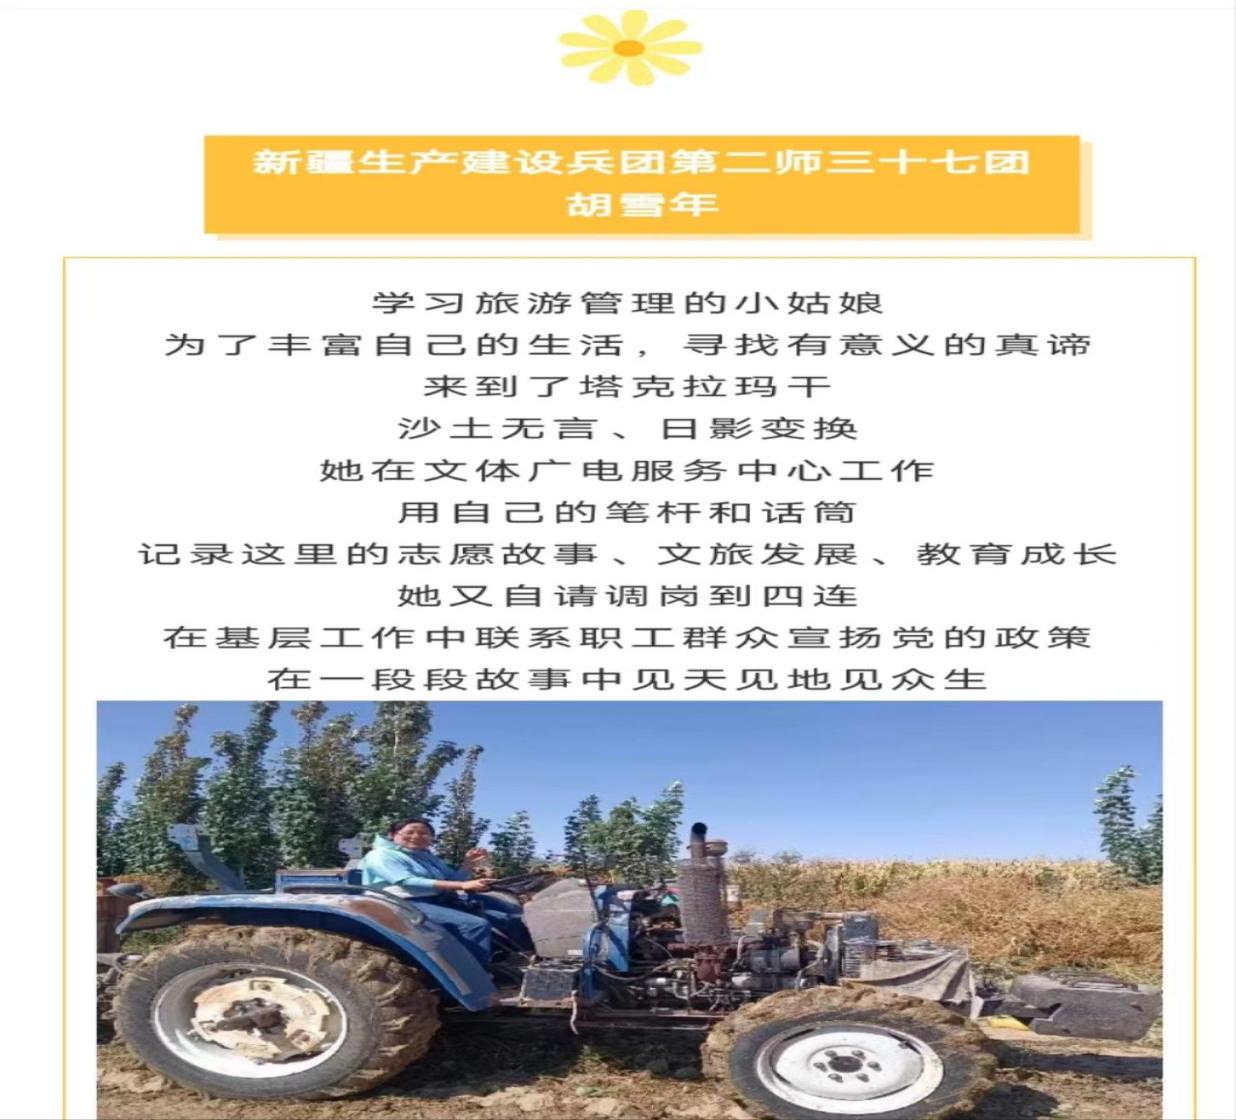 新疆生产建设兵团第二师三十七团
胡雪年
学习旅游管理的小姑娘
为了丰富自己的生活，寻找有意义的真谛
来到了塔克拉玛干
沙土无言、日影变换
她在文体广电服务中心工作
用自己的笔杆和话筒
记录这里的志愿故事、文旅发展、教育成长
她又自请调岗到四连
在基层工作中联系职工群众宣扬党的政策
在一段段故事中见天见地见众生